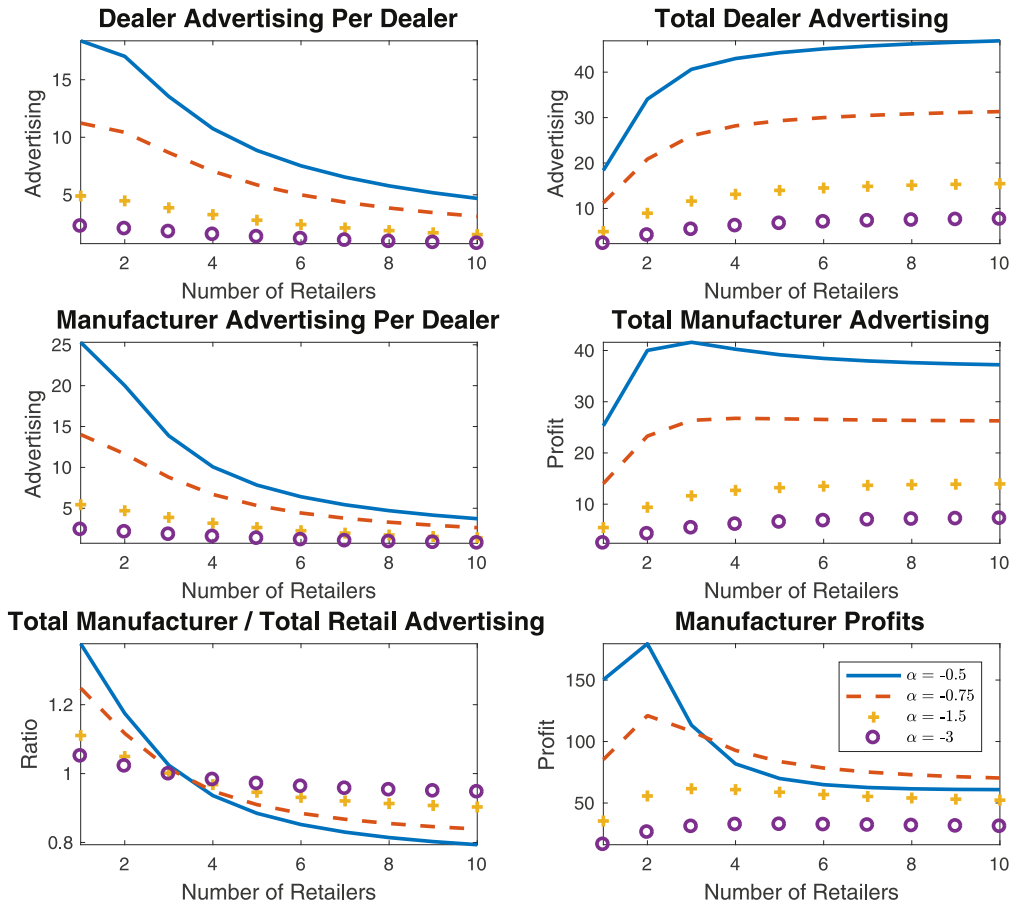 Dealer Advertising Per Dealer
Advertising
15
10
5
2 4 6 8 10
Number of Retailers
Total Dealer Advertising
Advertising
40
30
20
10
2 4 6 8 10
Number of Retailers
Manufacturer Advertising Per Dealer
Advertising
25
20
15
10
5
2 4 6 8 10
Number of Retailers
Total Manufacturer Advertising
Profit
40
30
20
10
2 4 6 8 10
Number of Retailers
Total Manufacturer / Total Retail Advertising
Ratio
1.2
1
0.8
2 4 6 8 10
Number of Retailers
Manufacturer Profits
Profit
150
100
50
2 4 6 8 10
Number of Retailers
α = -0.5
α = -0.75
α = -1.5
α = -3